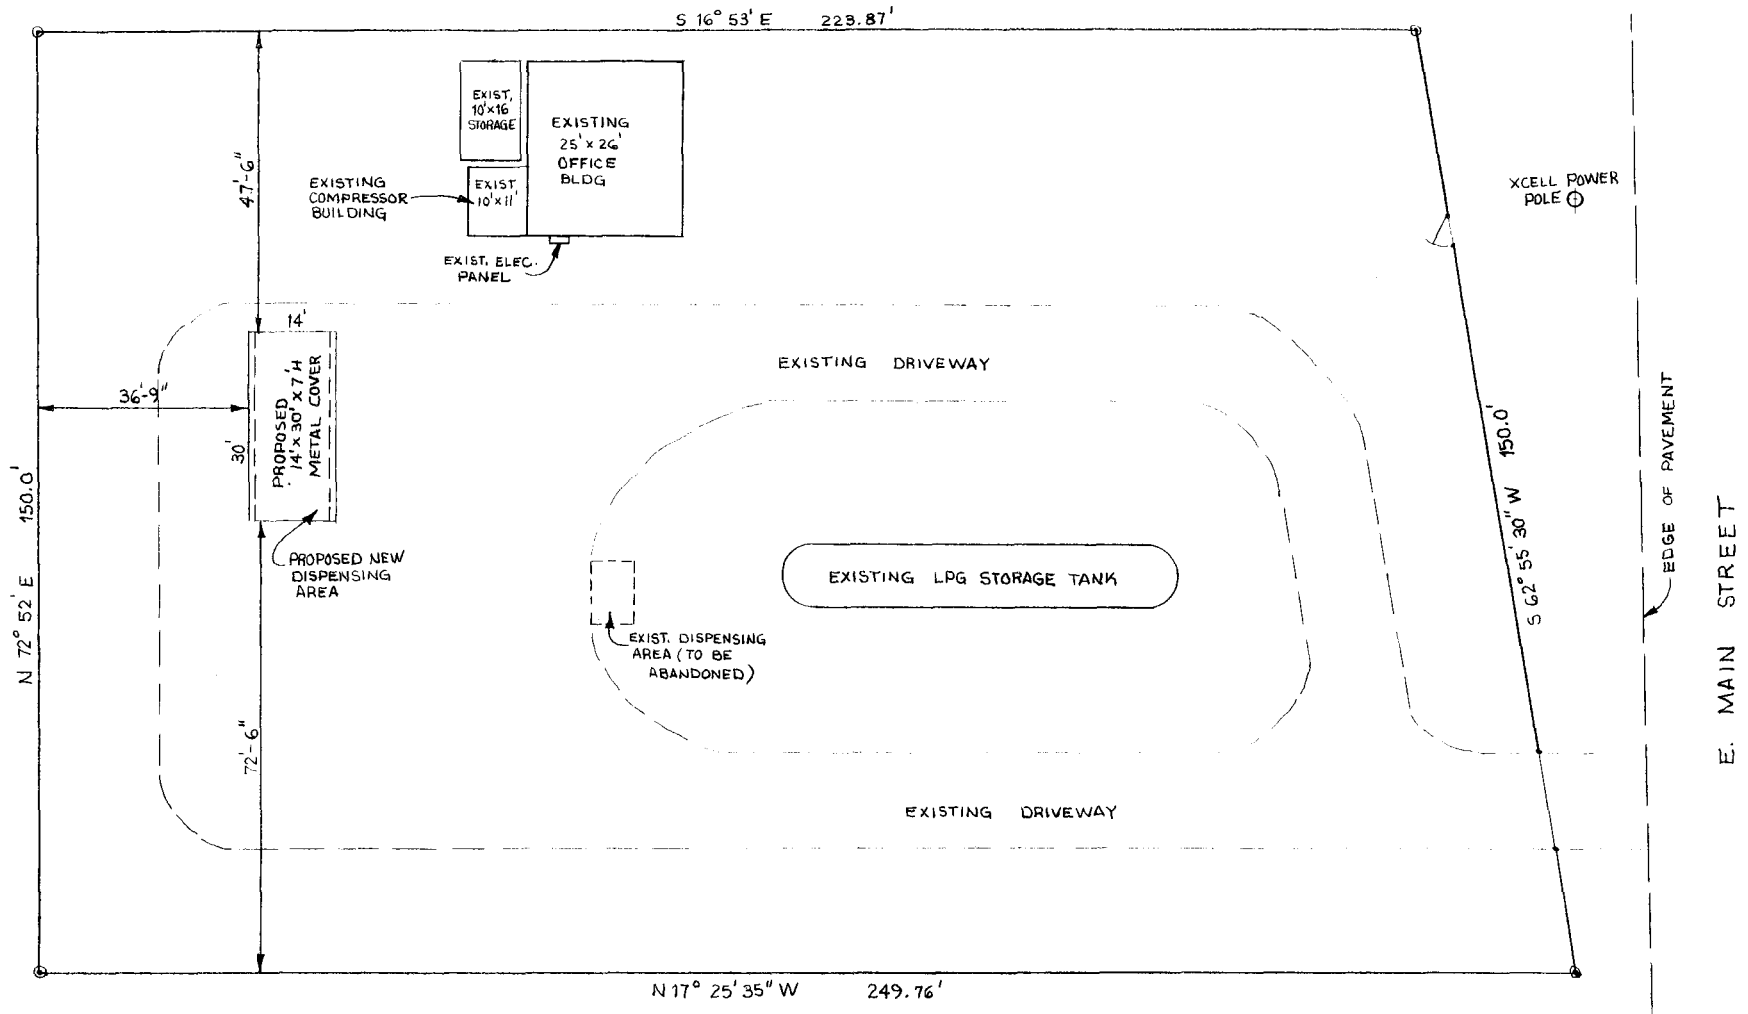 S 16° 53' E 223.87'
EXIST.
10'x16
STORAGE
EXISTING
25' x 26'
OFFICE
BLDG
EXISTING
COMPRESSOR
BUILDING
EXIST
10'x11'
EXIST. ELEC.
PANEL
47'-6"
XCELL POWER
POLE
14'
36'-9"
30'
PROPOSED
14' x 30' x 7'H
METAL COVER
EXISTING DRIVEWAY
PROPOSED NEW
DISPENSING
AREA
EXISTING LPG STORAGE TANK
EXIST. DISPENSING
AREA (TO BE
ABANDONED)
72'-6"
N 72° 52' E 150.0'
S 62° 55' 30" W 150.0'
EDGE OF PAVEMENT
E. MAIN STREET
EXISTING DRIVEWAY
N 17° 25' 35" W 249.76'